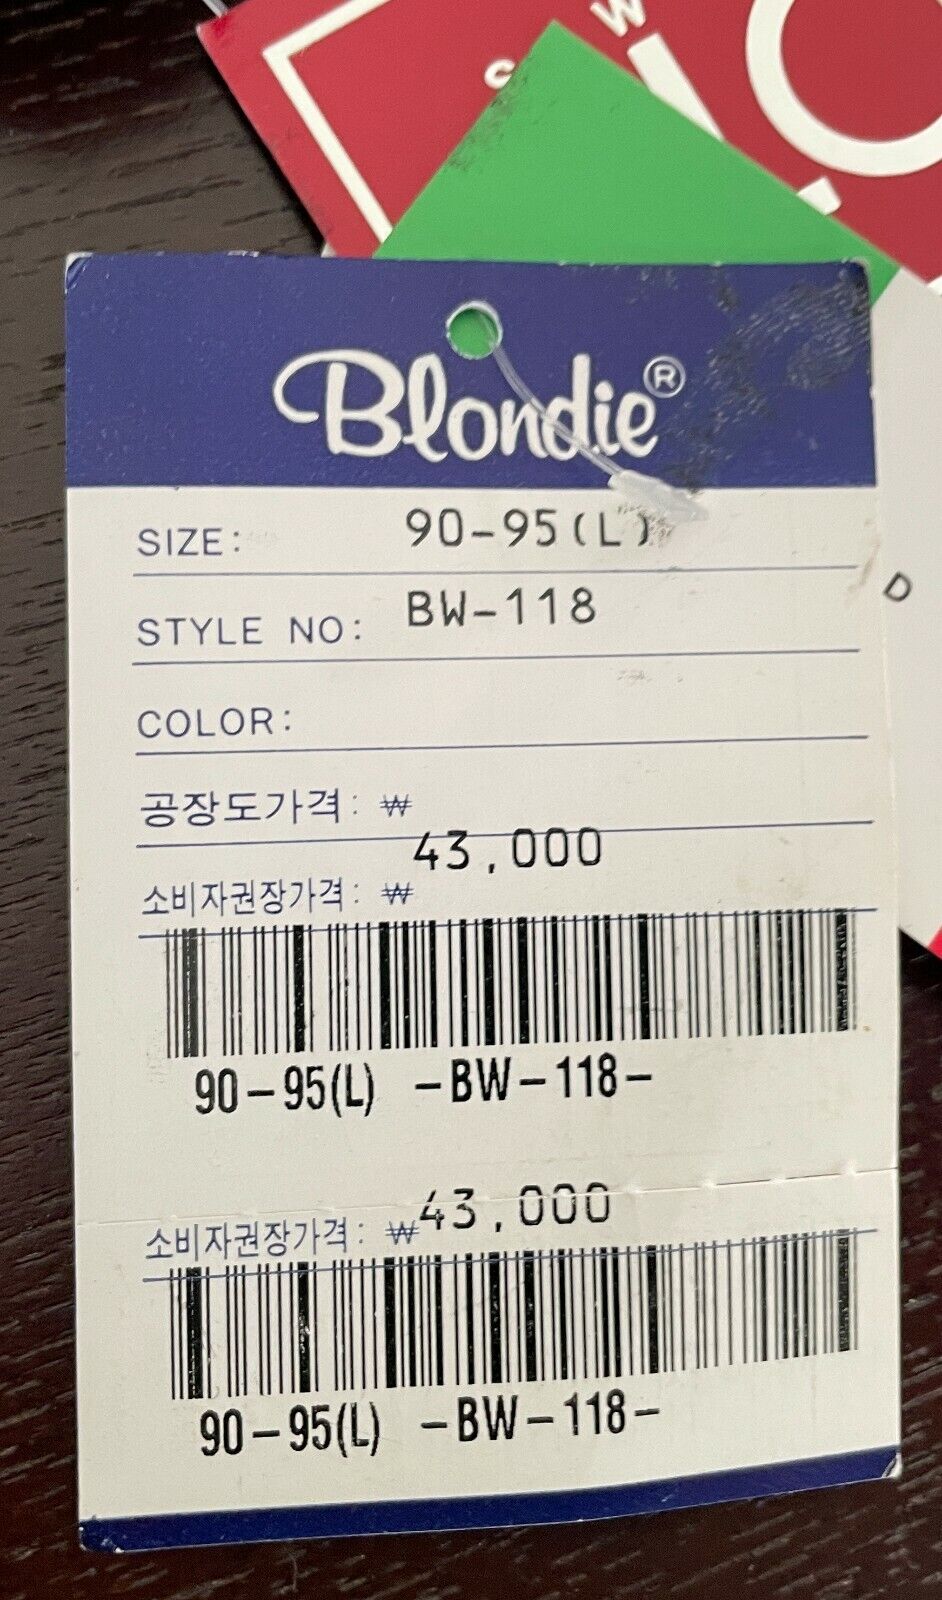 Blondie®
SIZE: 90-95(L)
STYLE NO: BW-118
COLOR:
공장도가격: ₩
43,000
소비자권장가격: ₩
90-95(L) -BW-118-
소비자권장가격: ₩43,000
90-95(L) -BW-118-
D